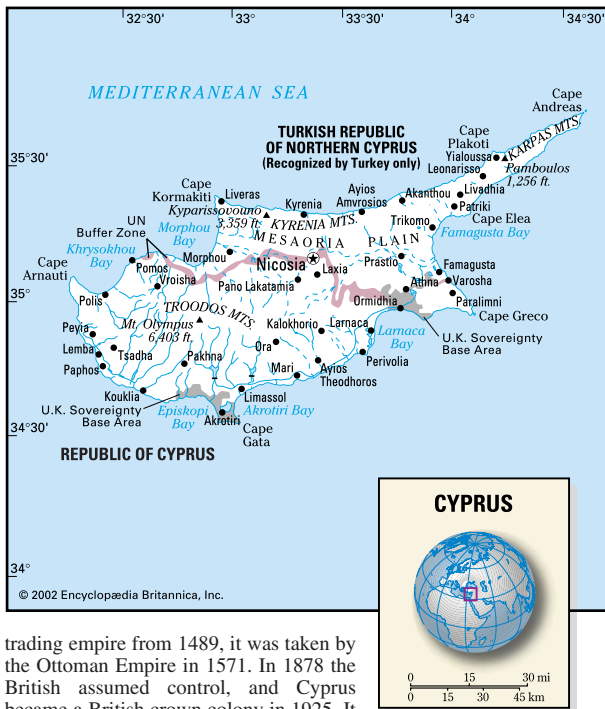 32°30'
33°
33°30'
34°
34°30'
MEDITERRANEAN SEA
Cape
Andreas
TURKISH REPUBLIC
OF NORTHERN CYPRUS
(Recognized by Turkey only)
Cape
Plakoti
KARPAS MTS.
Yialoussa
Pamboulos
1,256 ft.
Leonarisso
35°30'
Cape
Kormakiti
Liveras
Ayios
Amvrosios
Akanthou
Livadhia
Kyparissovouno
3,359 ft.
Kyrenia
Patriki
KYRENIA MTS.
Cape Elea
UN
Buffer Zone
Morphou
Bay
Trikomo
Famagusta Bay
MESAORIA PLAIN
Khrysokhou
Bay
Morphou
Nicosia
Prastio
Cape
Arnauti
Pomos
Laxia
Famagusta
Vroisha
Pano Lakatamia
Athna
Varosha
35°
Polis
TROODOS MTS.
Ormidhia
Paralimni
Cape Greco
Peyia
Mt. Olympus
6,403 ft.
Kalokhorio
Larnaca
Larnaca
Bay
U.K. Sovereignty
Base Area
Lemba
Tsadha
Pakhna
Ora
Perivolia
Paphos
Mari
Ayios
Theodhoros
Kouklia
Limassol
U.K. Sovereignty
Base Area
Episkopi
Bay
Akrotiri Bay
Akrotiri
Cape
Gata
34°30'
REPUBLIC OF CYPRUS
34°
© 2002 Encyclopædia Britannica, Inc.
CYPRUS
0 15 30 mi
0 15 30 45 km
trading empire from 1489, it was taken by
the Ottoman Empire in 1571. In 1878 the
British assumed control, and Cyprus
became a British crown colony in 1925. It